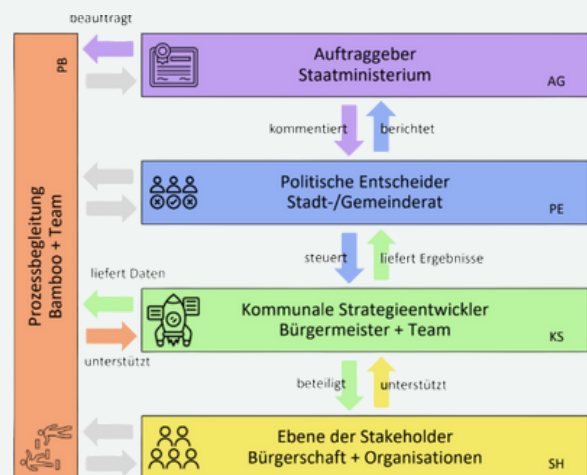 beauftragt
PB
Prozessbegleitung
Bamboo + Team
Auftraggeber
Staatministerium
AG
kommentiert
berichtet
Politische Entscheider
Stadt-/Gemeinderat
PE
steuert
liefert Ergebnisse
liefert Daten
Kommunale Strategieentwickler
Bürgermeister + Team
KS
unterstützt
beteiligt
unterstützt
Ebene der Stakeholder
Bürgerschaft + Organisationen
SH